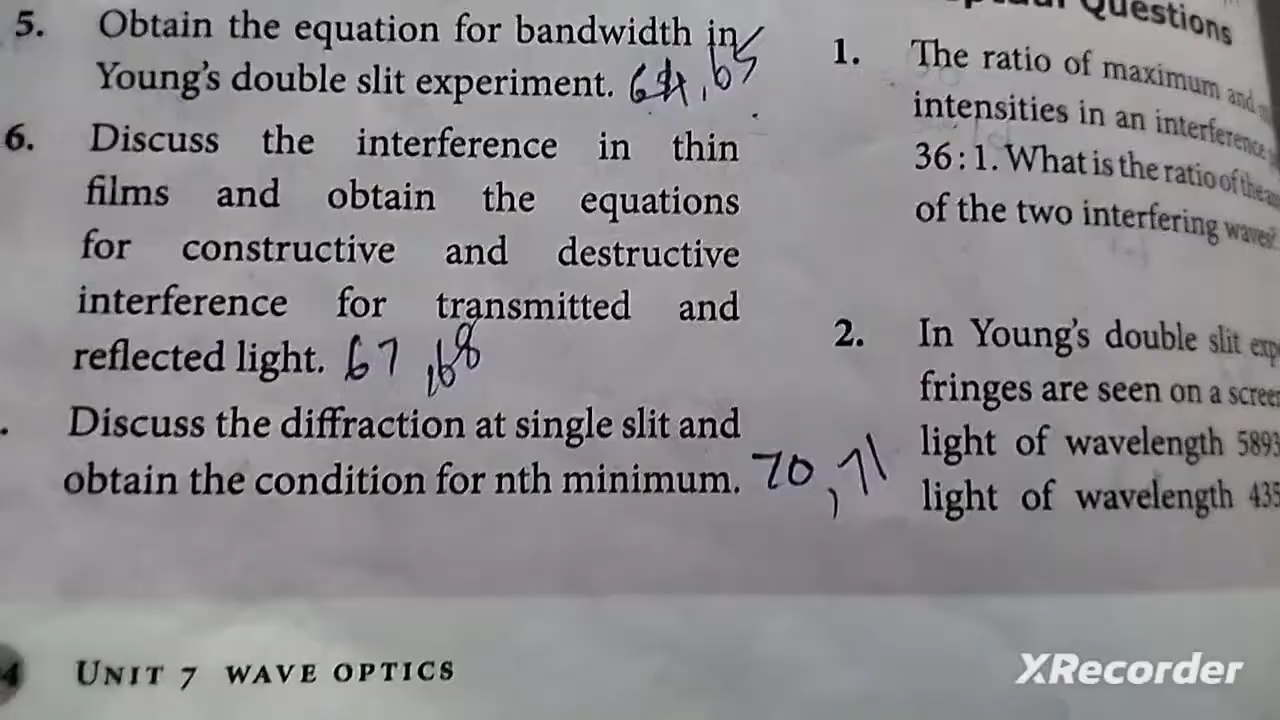 5. Obtain the equation for bandwidth in
Young's double slit experiment. 64, 65
6. Discuss the interference in thin
films and obtain the equations
for constructive and destructive
interference for transmitted and
reflected light. 67, 68
. Discuss the diffraction at single slit and
obtain the condition for nth minimum. 70, 71
4 UNIT 7 WAVE OPTICS
Questions
1. The ratio of maximum and
intensities in an interference
36 : 1. What is the ratio of the
of the two interfering waves?
2. In Young's double slit exp
fringes are seen on a screen
light of wavelength 5893
light of wavelength 435
XRecorder